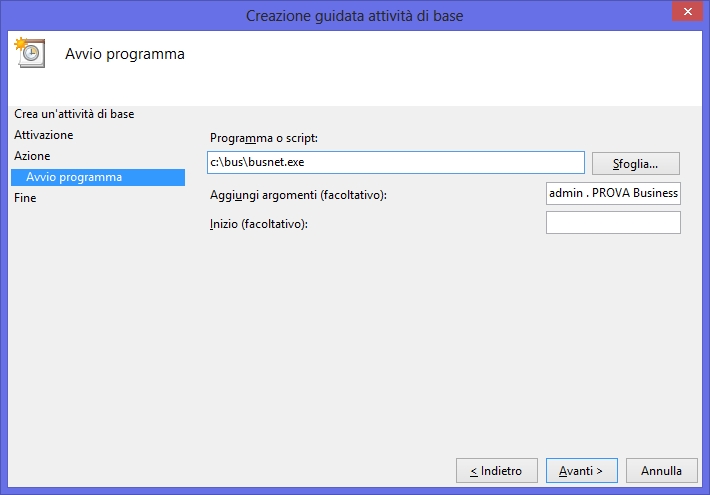 Creazione guidata attività di base
Avvio programma
Crea un'attività di base
Attivazione
Azione
Avvio programma
Fine
Programma o script:
c:\bus\busnet.exe
Sfoglia...
Aggiungi argomenti (facoltativo):
admin . PROVA Business
Inizio (facoltativo):
< Indietro
Avanti >
Annulla